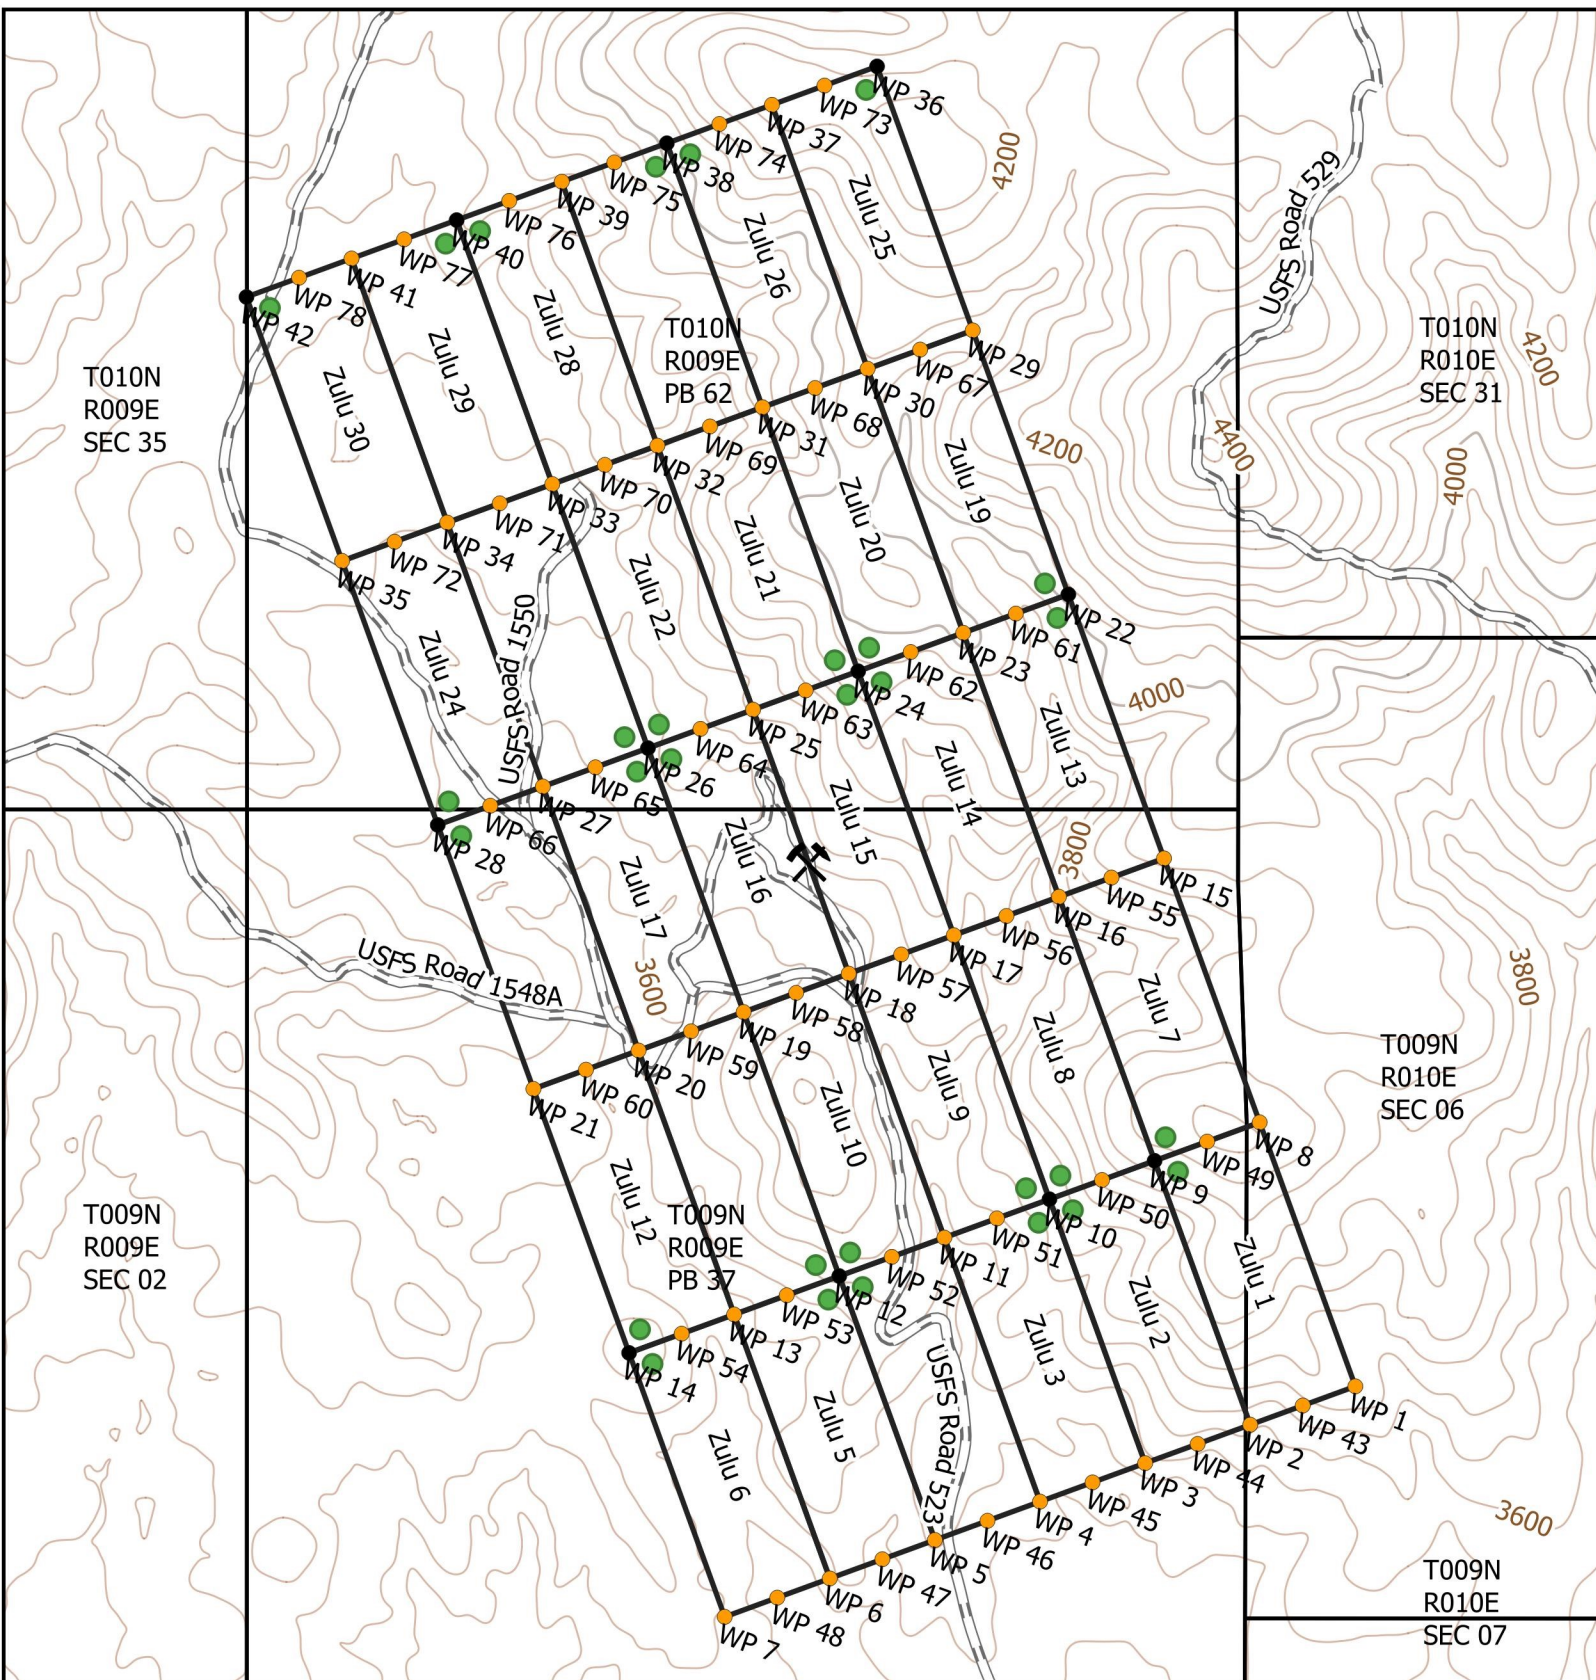 WP 36
WP 73
WP 37
WP 74
WP 38
WP 75
WP 39
WP 76
WP 40
WP 77
WP 41
WP 78
WP 42
4200
USFS Road 529
Zulu 25
Zulu 26
Zulu 28
Zulu 29
Zulu 30
T010N
R009E
PB 62
T010N
R009E
SEC 35
T010N
R010E
SEC 31
4200
4400
4000
4200
WP 29
WP 67
WP 30
WP 68
WP 31
WP 69
WP 32
WP 70
WP 33
WP 71
WP 34
WP 72
WP 35
Zulu 19
Zulu 20
Zulu 21
Zulu 22
USFS Road 1550
Zulu 24
WP 22
WP 61
WP 23
WP 62
WP 24
WP 63
WP 25
WP 64
WP 26
WP 65
WP 27
WP 66
WP 28
4000
Zulu 13
Zulu 14
Zulu 15
Zulu 16
Zulu 17
3800
3600
USFS Road 1548A
WP 15
WP 55
WP 16
WP 56
WP 17
WP 57
WP 18
WP 58
WP 19
WP 59
WP 20
WP 60
WP 21
3800
Zulu 7
Zulu 8
Zulu 9
Zulu 10
Zulu 12
T009N
R010E
SEC 06
T009N
R009E
SEC 02
T009N
R009E
PB 37
WP 8
WP 49
WP 9
WP 50
WP 10
WP 51
WP 11
WP 52
WP 12
WP 53
WP 13
WP 54
WP 14
Zulu 1
Zulu 2
Zulu 3
USFS Road 523
Zulu 5
Zulu 6
WP 1
WP 43
WP 2
WP 44
WP 3
WP 45
WP 4
WP 46
WP 5
WP 47
WP 6
WP 48
WP 7
3600
T009N
R010E
SEC 07